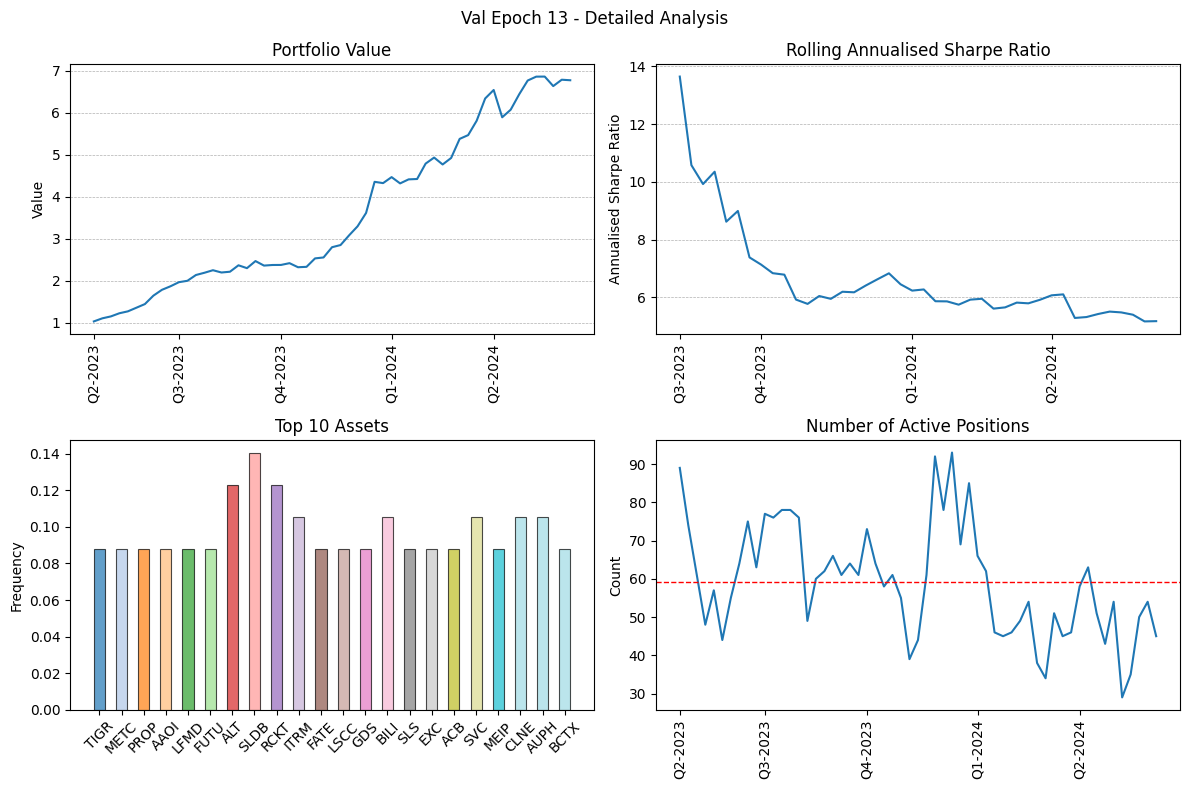 Val Epoch 13 - Detailed Analysis
Portfolio Value
Value
7
6
5
4
3
2
1
Q2-2023
Q3-2023
Q4-2023
Q1-2024
Q2-2024
Rolling Annualised Sharpe Ratio
Annualised Sharpe Ratio
14
12
10
8
6
Q3-2023
Q4-2023
Q1-2024
Q2-2024
Top 10 Assets
Frequency
0.14
0.12
0.10
0.08
0.06
0.04
0.02
0.00
TIGR
METC
PROP
AAOI
LFMD
FUTU
ALT
SLDB
RCKT
ITRM
FATE
LSCC
GDS
BILI
SLS
EXC
ACB
SVC
MEIP
CLNE
AUPH
BCTX
Number of Active Positions
Count
90
80
70
60
50
40
30
Q2-2023
Q3-2023
Q4-2023
Q1-2024
Q2-2024